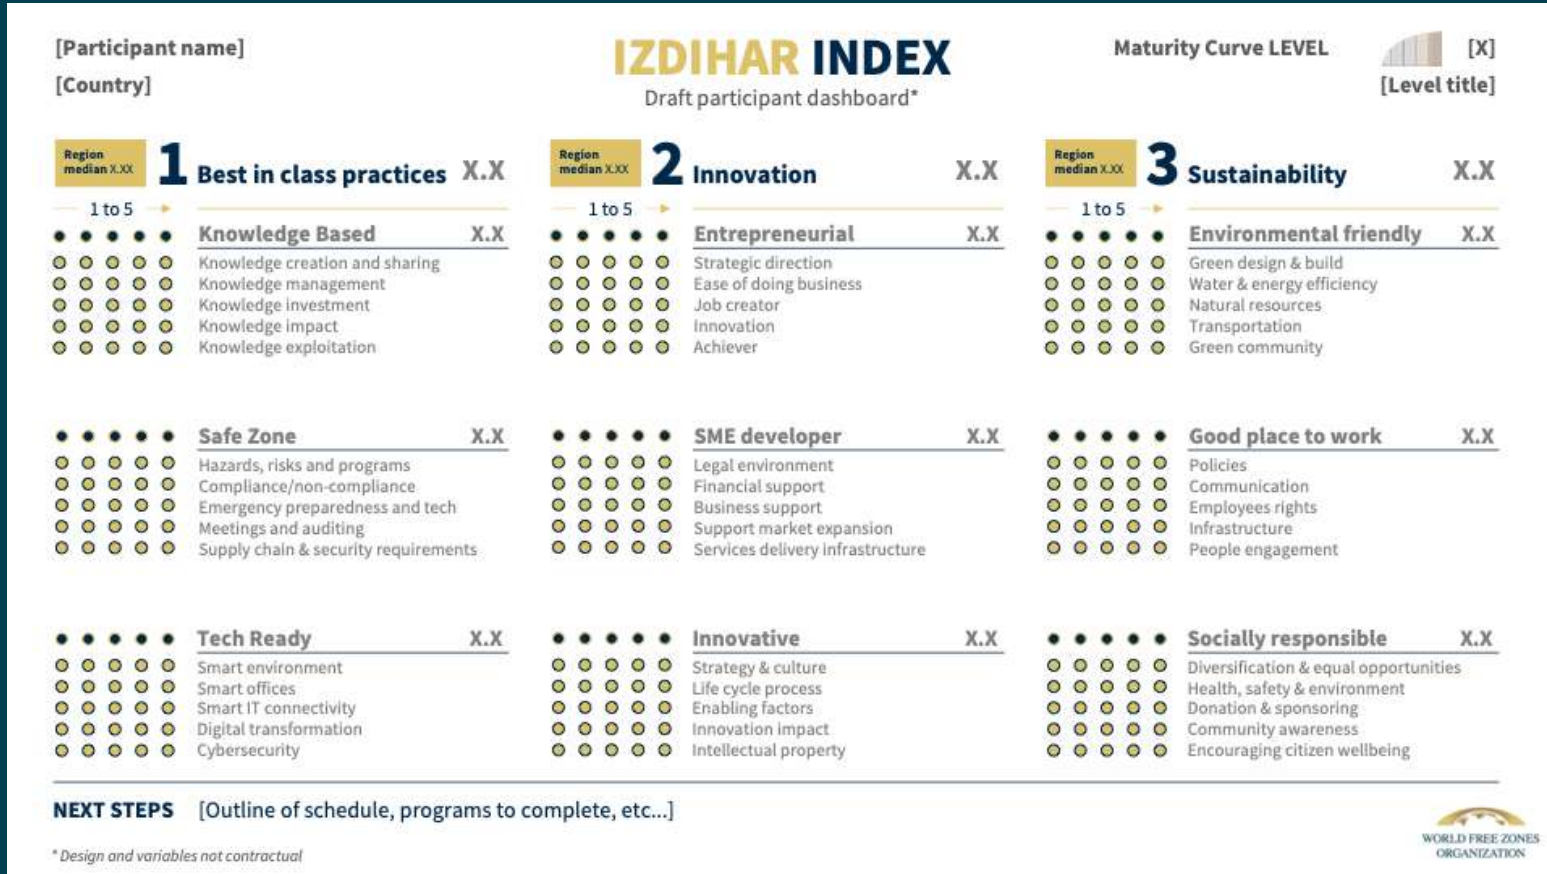 [Participant name]
[Country]
IZDIHAR INDEX
Draft participant dashboard*
Maturity Curve LEVEL [X]
[Level title]
Region
median X.XX
1 Best in class practices X.X
1 to 5
Knowledge Based X.X
Knowledge creation and sharing
Knowledge management
Knowledge investment
Knowledge impact
Knowledge exploitation
Safe Zone X.X
Hazards, risks and programs
Compliance/non-compliance
Emergency preparedness and tech
Meetings and auditing
Supply chain & security requirements
Tech Ready X.X
Smart environment
Smart offices
Smart IT connectivity
Digital transformation
Cybersecurity
Region
median X.XX
2 Innovation X.X
1 to 5
Entrepreneurial X.X
Strategic direction
Ease of doing business
Job creator
Innovation
Achiever
SME developer X.X
Legal environment
Financial support
Business support
Support market expansion
Services delivery infrastructure
Innovative X.X
Strategy & culture
Life cycle process
Enabling factors
Innovation impact
Intellectual property
Region
median X.XX
3 Sustainability X.X
1 to 5
Environmental friendly X.X
Green design & build
Water & energy efficiency
Natural resources
Transportation
Green community
Good place to work X.X
Policies
Communication
Employees rights
Infrastructure
People engagement
Socially responsible X.X
Diversification & equal opportunities
Health, safety & environment
Donation & sponsoring
Community awareness
Encouraging citizen wellbeing
NEXT STEPS [Outline of schedule, programs to complete, etc...]
* Design and variables not contractual
WORLD FREE ZONES
ORGANIZATION